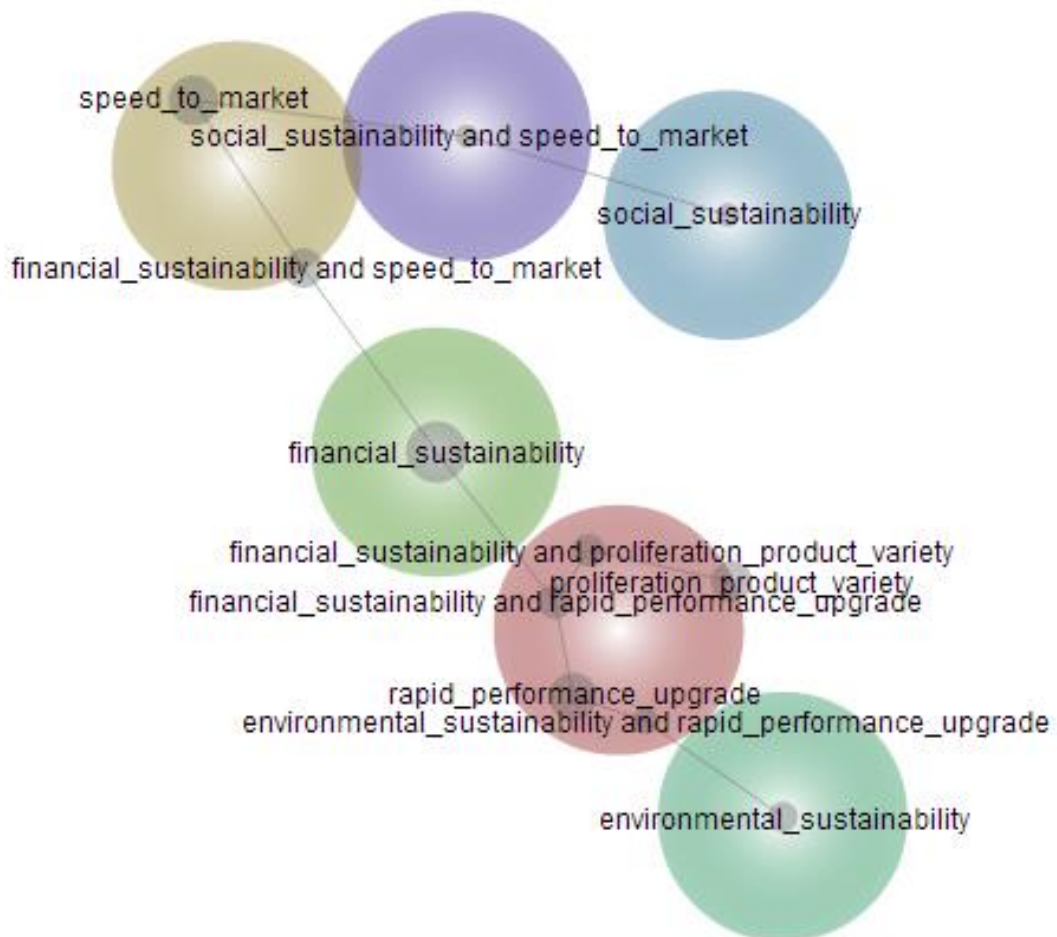 speed_to_market
social_sustainability and speed_to_market
social_sustainability
financial_sustainability and speed_to_market
financial_sustainability
financial_sustainability and proliferation_product_variety
proliferation_product_variety
financial_sustainability and rapid_performance_upgrade
rapid_performance_upgrade
environmental_sustainability and rapid_performance_upgrade
environmental_sustainability